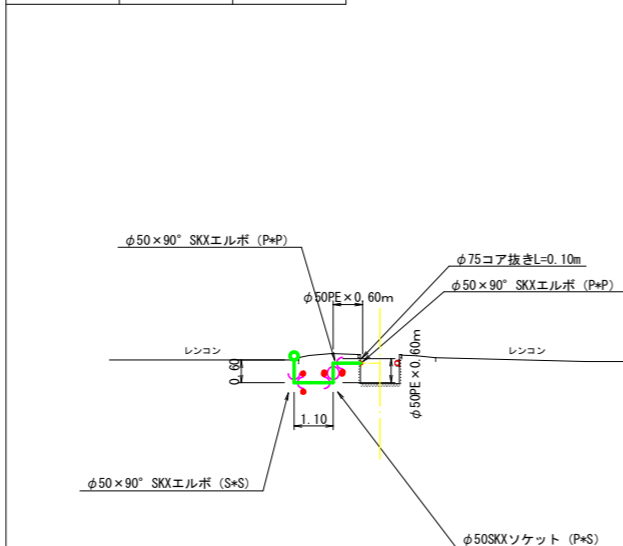 φ50×90° SKXエルボ (P*P)
φ75コア抜きL=0.10m
φ50×90° SKXエルボ (P*P)
φ50PE×0.60m
レンコン
レンコン
0.60
φ50PE×0.60m
1.10
φ50×90° SKXエルボ (S*S)
φ50SKXソケット (P*S)